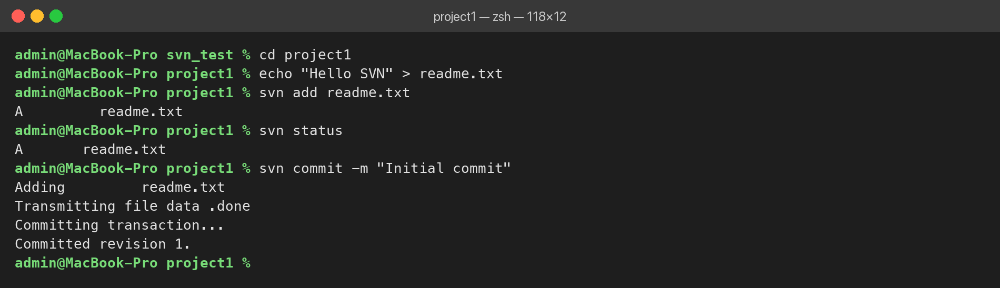 project1 — zsh — 118×12
admin@MacBook-Pro svn_test % cd project1
admin@MacBook-Pro project1 % echo "Hello SVN" > readme.txt
admin@MacBook-Pro project1 % svn add readme.txt
A         readme.txt
admin@MacBook-Pro project1 % svn status
A       readme.txt
admin@MacBook-Pro project1 % svn commit -m "Initial commit"
Adding         readme.txt
Transmitting file data .done
Committing transaction...
Committed revision 1.
admin@MacBook-Pro project1 %